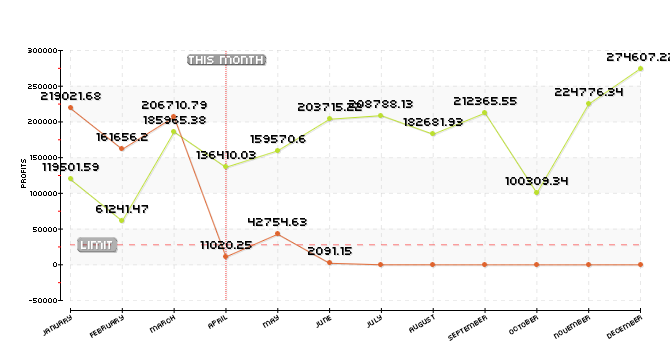 THIS MONTH
300000
274607.22
250000
219021.68
206710.79
224776.34
208788.13
203715.22
212365.55
200000
185965.38
182681.93
161656.2
159570.6
150000
136410.03
119501.59
100309.34
100000
PROFITS
61241.47
50000
42754.63
LIMIT
11020.25
2091.15
0
-50000
JANUARY
FEBRUARY
MARCH
APRIL
MAY
JUNE
JULY
AUGUST
SEPTEMBER
OCTOBER
NOVEMBER
DECEMBER